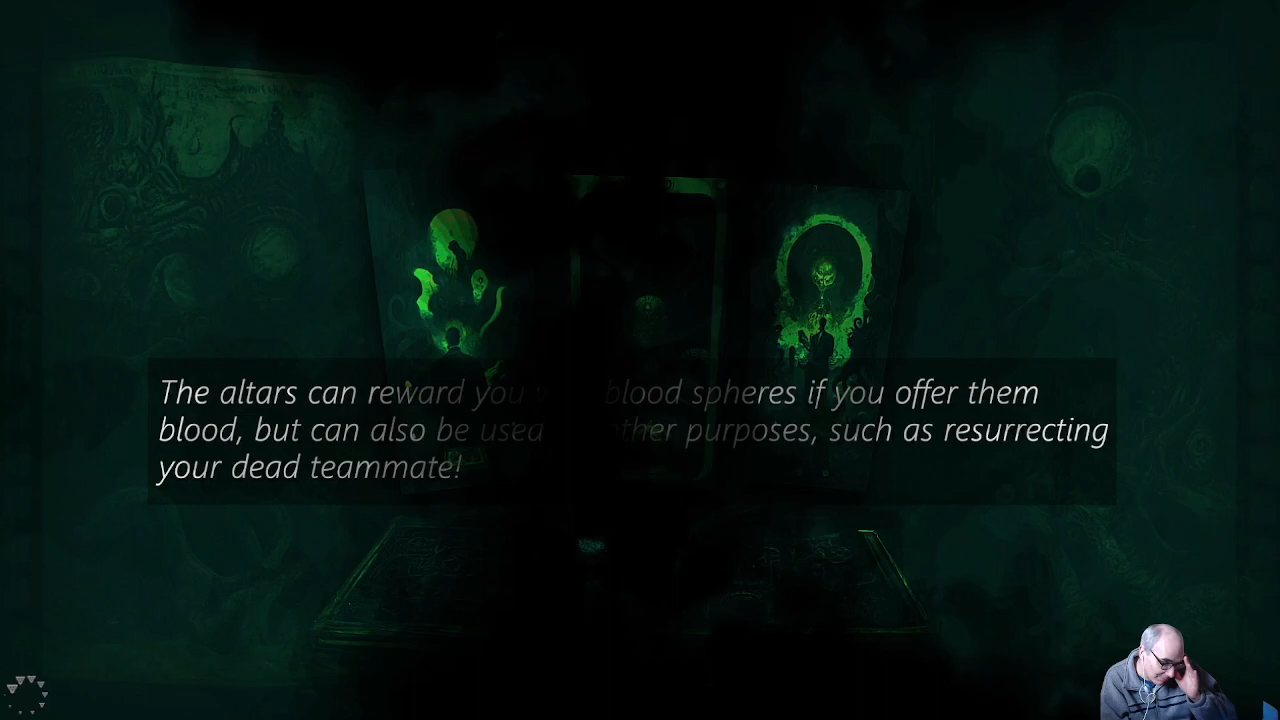 The altars can reward you blood spheres if you offer them
blood, but can also be used other purposes, such as resurrecting
your dead teammate!